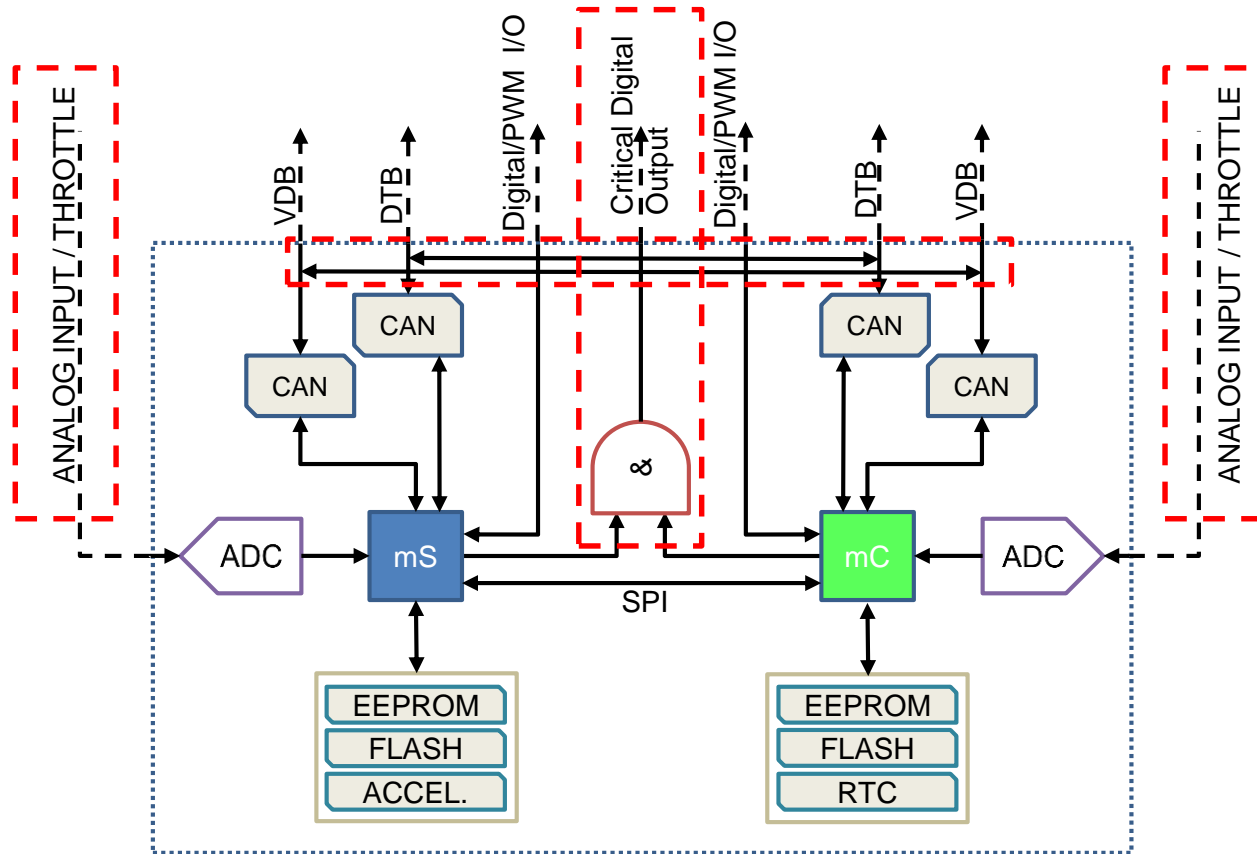 ANALOG INPUT / THROTTLE
VDB
DTB
Digital/PWM I/O
Critical Digital
Output
Digital/PWM I/O
DTB
VDB
ANALOG INPUT / THROTTLE
CAN
CAN
CAN
CAN
&
ADC
mS
mC
ADC
SPI
EEPROM
FLASH
ACCEL.
EEPROM
FLASH
RTC